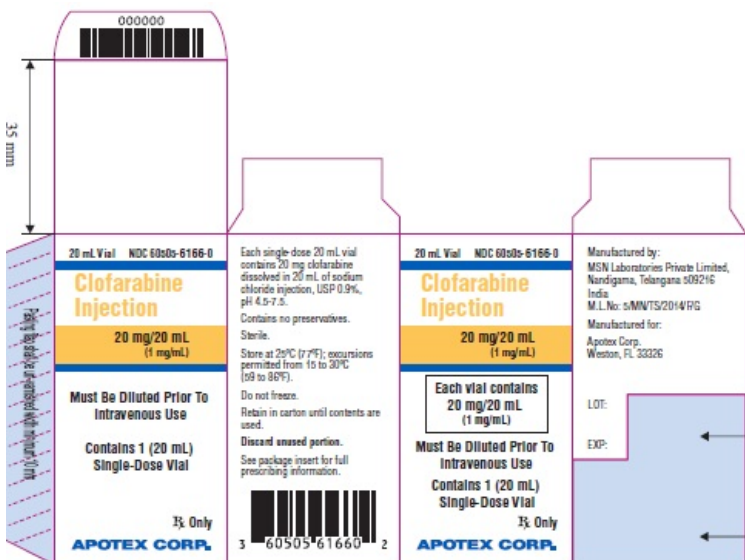 000000
35 mm
20 mL Vial NDC 60505-6166-0
Clofarabine
Injection
20 mg/20 mL
(1 mg/mL)
Must Be Diluted Prior To
Intravenous Use
Contains 1 (20 mL)
Single-Dose Vial
Rx Only
APOTEX CORP.
Each single-dose 20 mL vial
contains 20 mg clofarabine
dissolved in 20 mL of sodium
chloride injection, USP 0.9%,
pH 4.5-7.5.
Contains no preservatives.
Sterile.
Store at 25ºC (77ºF); excursions
permitted from 15 to 30ºC
(59 to 86ºF).
Do not freeze.
Retain in carton until contents are
used.
Discard unused portion.
See package insert for full
prescribing information.
3 60505 61660 2
20 mL Vial NDC 60505-6166-0
Clofarabine
Injection
20 mg/20 mL
(1 mg/mL)
Each vial contains
20 mg/20 mL
(1 mg/mL)
Must Be Diluted Prior To
Intravenous Use
Contains 1 (20 mL)
Single-Dose Vial
Rx Only
APOTEX CORP.
Manufactured by:
MSN Laboratories Private Limited,
Nandigama, Telangana 509216
India
M.L.No: 5/MN/TS/2014/F/G
Manufactured for:
Apotex Corp.
Weston, FL 33326
LOT:
EXP: